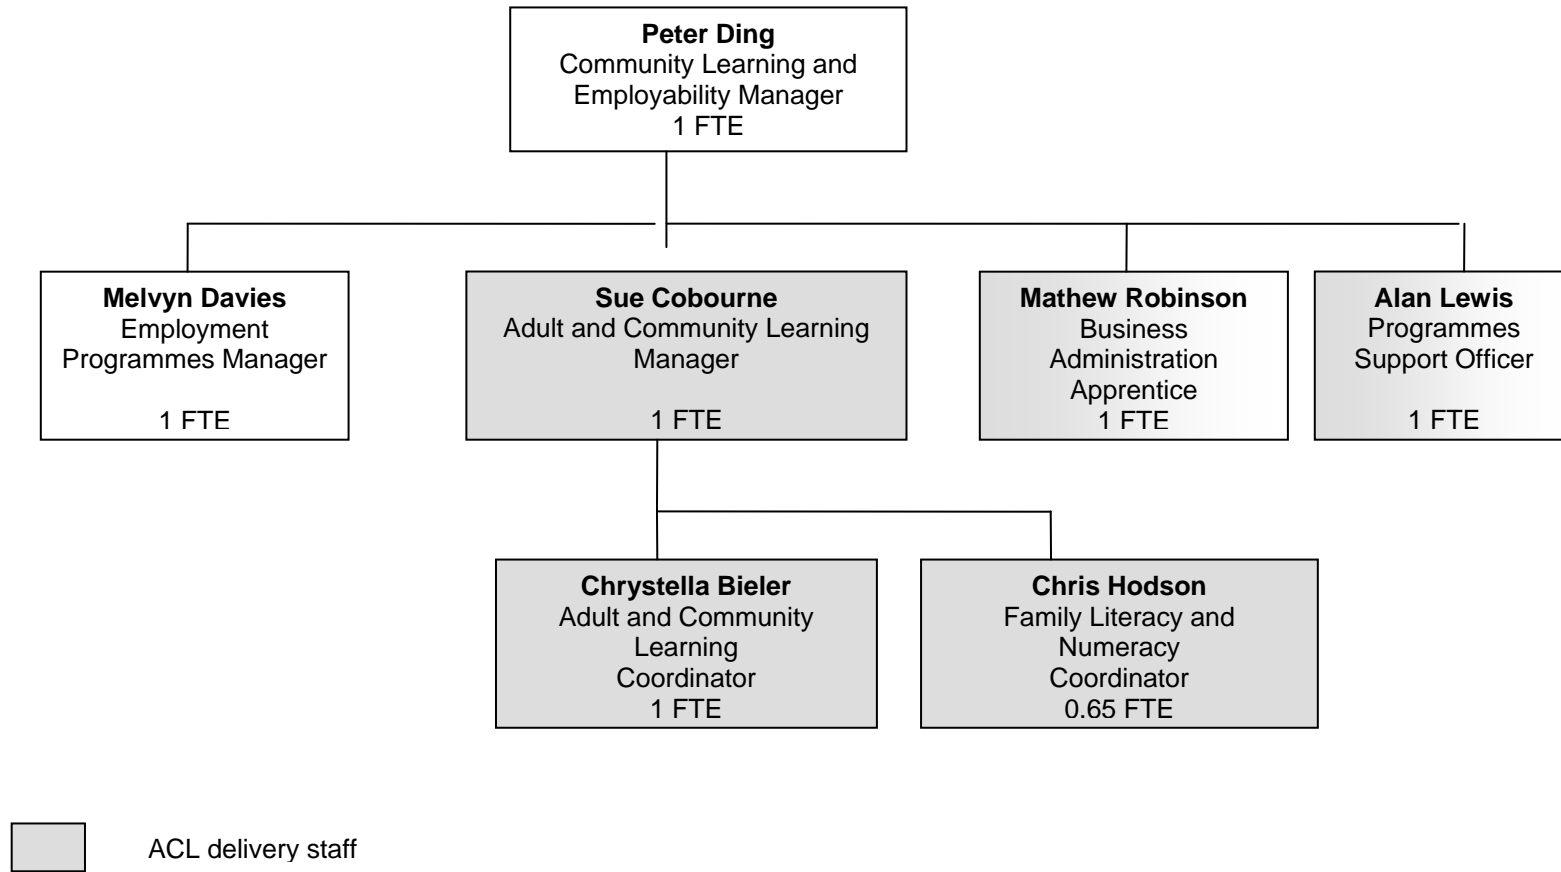 Peter Ding
Community Learning and
Employability Manager
1 FTE
Melvyn Davies
Employment
Programmes Manager
1 FTE
Sue Cobourne
Adult and Community Learning
Manager
1 FTE
Mathew Robinson
Business
Administration
Apprentice
1 FTE
Alan Lewis
Programmes
Support Officer
1 FTE
Chrystella Bieler
Adult and Community
Learning
Coordinator
1 FTE
Chris Hodson
Family Literacy and
Numeracy
Coordinator
0.65 FTE
ACL delivery staff